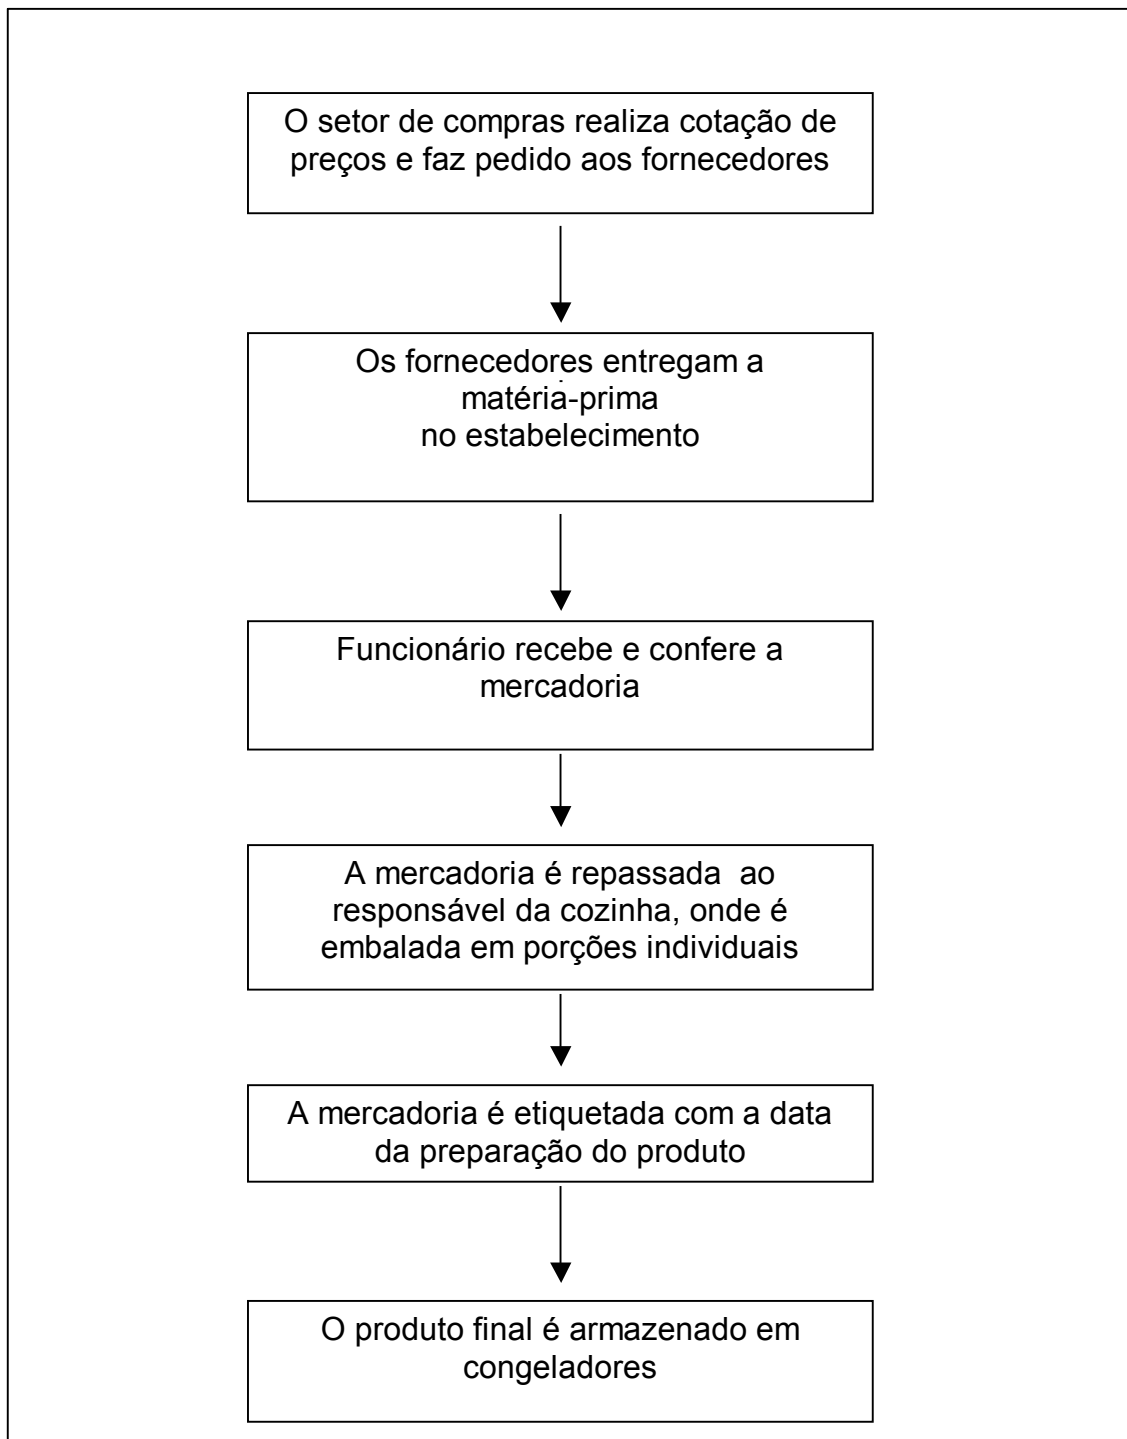 O setor de compras realiza cotação de
preços e faz pedido aos fornecedores
Os fornecedores entregam a
matéria-prima
no estabelecimento
Funcionário recebe e confere a
mercadoria
A mercadoria é repassada  ao
responsável da cozinha, onde é
embalada em porções individuais
A mercadoria é etiquetada com a data
da preparação do produto
O produto final é armazenado em
congeladores